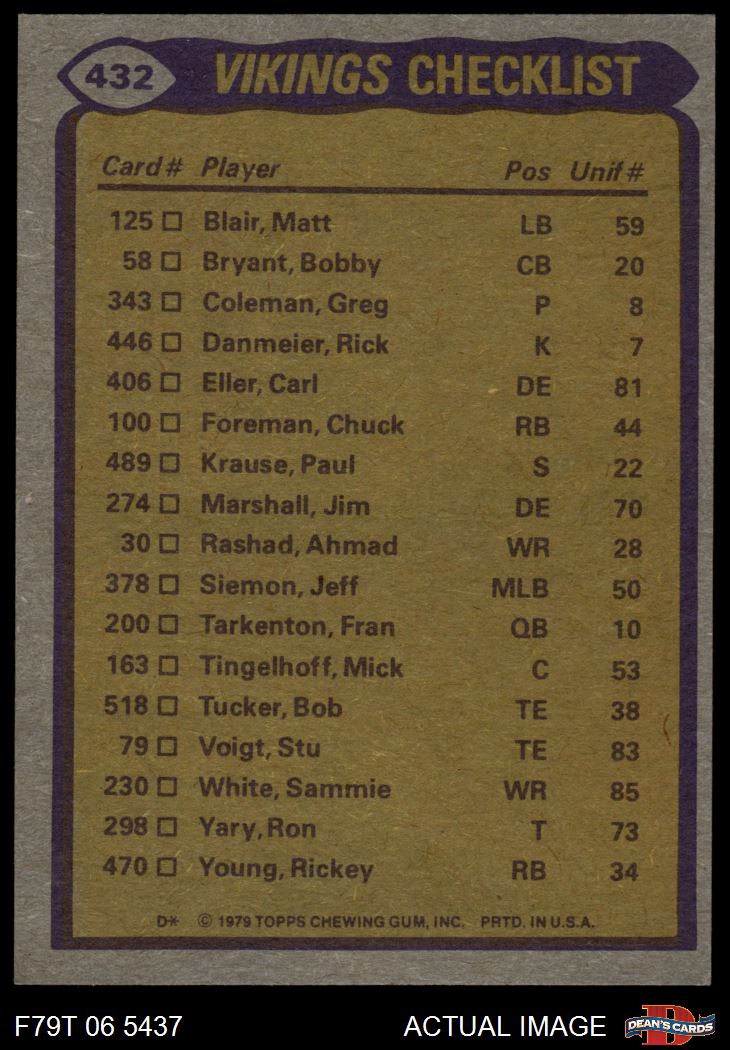 432 VIKINGS CHECKLIST
Card # Player Pos Unif #
125 □ Blair, Matt LB 59
58 □ Bryant, Bobby CB 20
343 □ Coleman, Greg P 8
446 □ Danmeier, Rick K 7
406 □ Eller, Carl DE 81
100 □ Foreman, Chuck RB 44
489 □ Krause, Paul S 22
274 □ Marshall, Jim DE 70
30 □ Rashad, Ahmad WR 28
378 □ Siemon, Jeff MLB 50
200 □ Tarkenton, Fran QB 10
163 □ Tingelhoff, Mick C 53
518 □ Tucker, Bob TE 38
79 □ Voigt, Stu TE 83
230 □ White, Sammie WR 85
298 □ Yary, Ron T 73
470 □ Young, Rickey RB 34
D* © 1979 TOPPS CHEWING GUM, INC. PRTD. IN U.S.A.
F79T 06 5437 ACTUAL IMAGE D DEAN'S CARDS